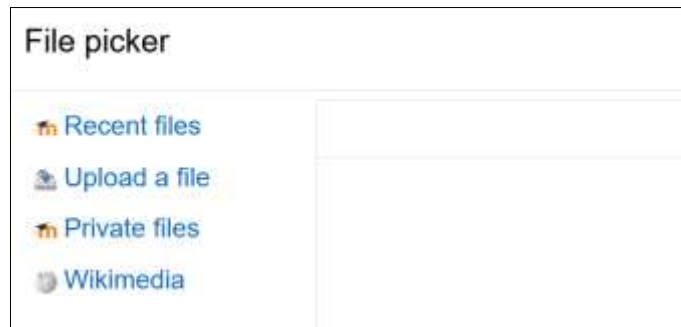 File picker
Recent files
Upload a file
Private files
Wikimedia